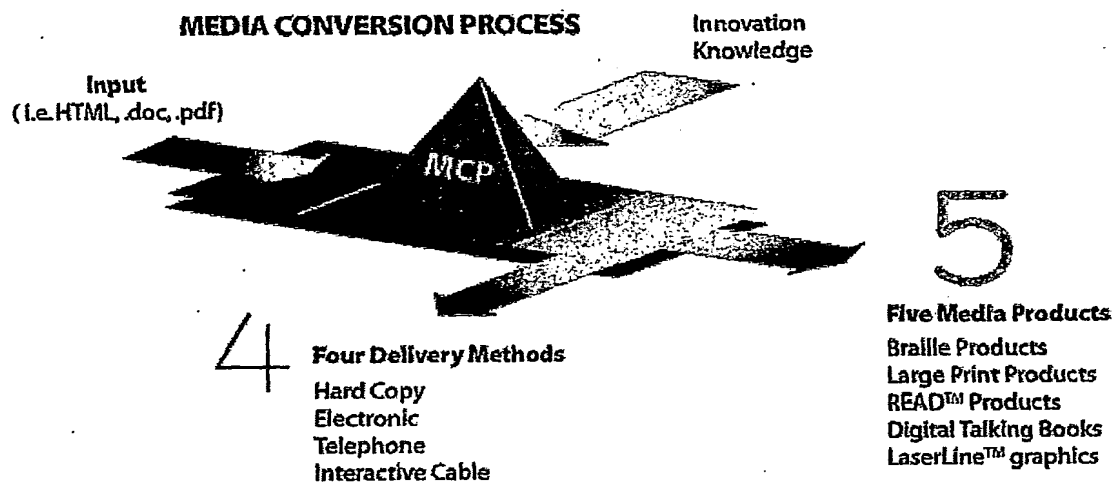 MEDIA CONVERSION PROCESS
Innovation
Knowledge
Input
(i.e. HTML, .doc, .pdf)
MCP
5
Five Media Products
Braille Products
Large Print Products
READ™ Products
Digital Talking Books
LaserLine™ graphics
4
Four Delivery Methods
Hard Copy
Electronic
Telephone
Interactive Cable